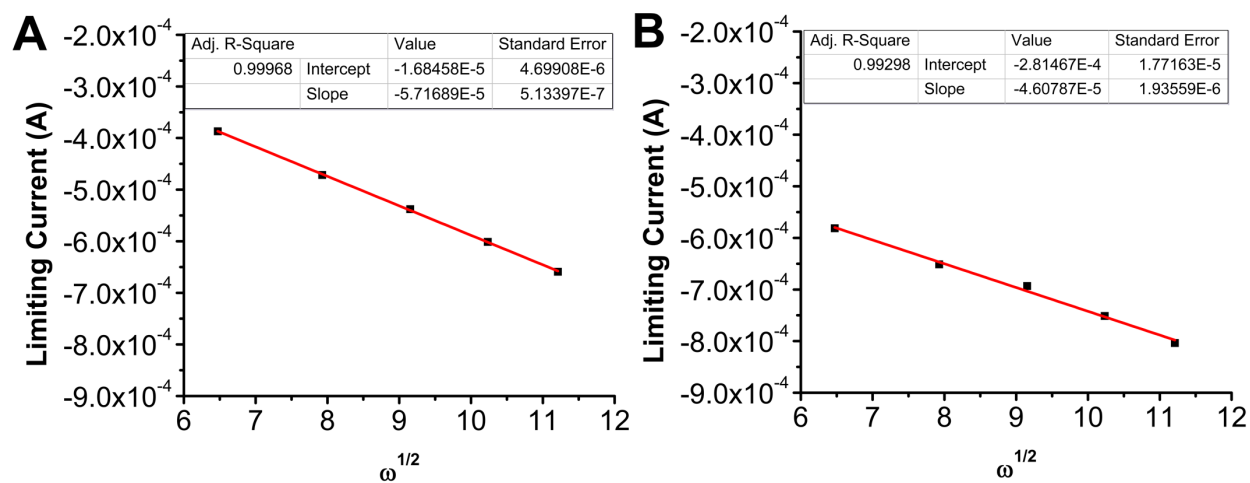 A
Limiting Current (A)
-2.0x10⁻⁴
-3.0x10⁻⁴
-4.0x10⁻⁴
-5.0x10⁻⁴
-6.0x10⁻⁴
-7.0x10⁻⁴
-8.0x10⁻⁴
-9.0x10⁻⁴
Adj. R-Square Value Standard Error
0.99968 Intercept -1.68458E-5 4.69908E-6
Slope -5.71689E-5 5.13397E-7
6 7 8 9 10 11 12
ω^1/2
B
Limiting Current (A)
-2.0x10⁻⁴
-3.0x10⁻⁴
-4.0x10⁻⁴
-5.0x10⁻⁴
-6.0x10⁻⁴
-7.0x10⁻⁴
-8.0x10⁻⁴
-9.0x10⁻⁴
Adj. R-Square Value Standard Error
0.99298 Intercept -2.81467E-4 1.77163E-5
Slope -4.60787E-5 1.93559E-6
6 7 8 9 10 11 12
ω^1/2